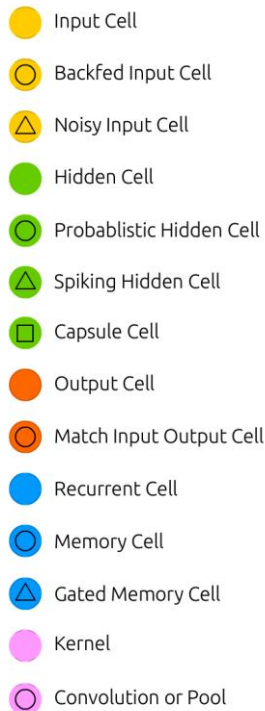 Input Cell
Backfed Input Cell
Noisy Input Cell
Hidden Cell
Probablistic Hidden Cell
Spiking Hidden Cell
Capsule Cell
Output Cell
Match Input Output Cell
Recurrent Cell
Memory Cell
Gated Memory Cell
Kernel
Convolution or Pool